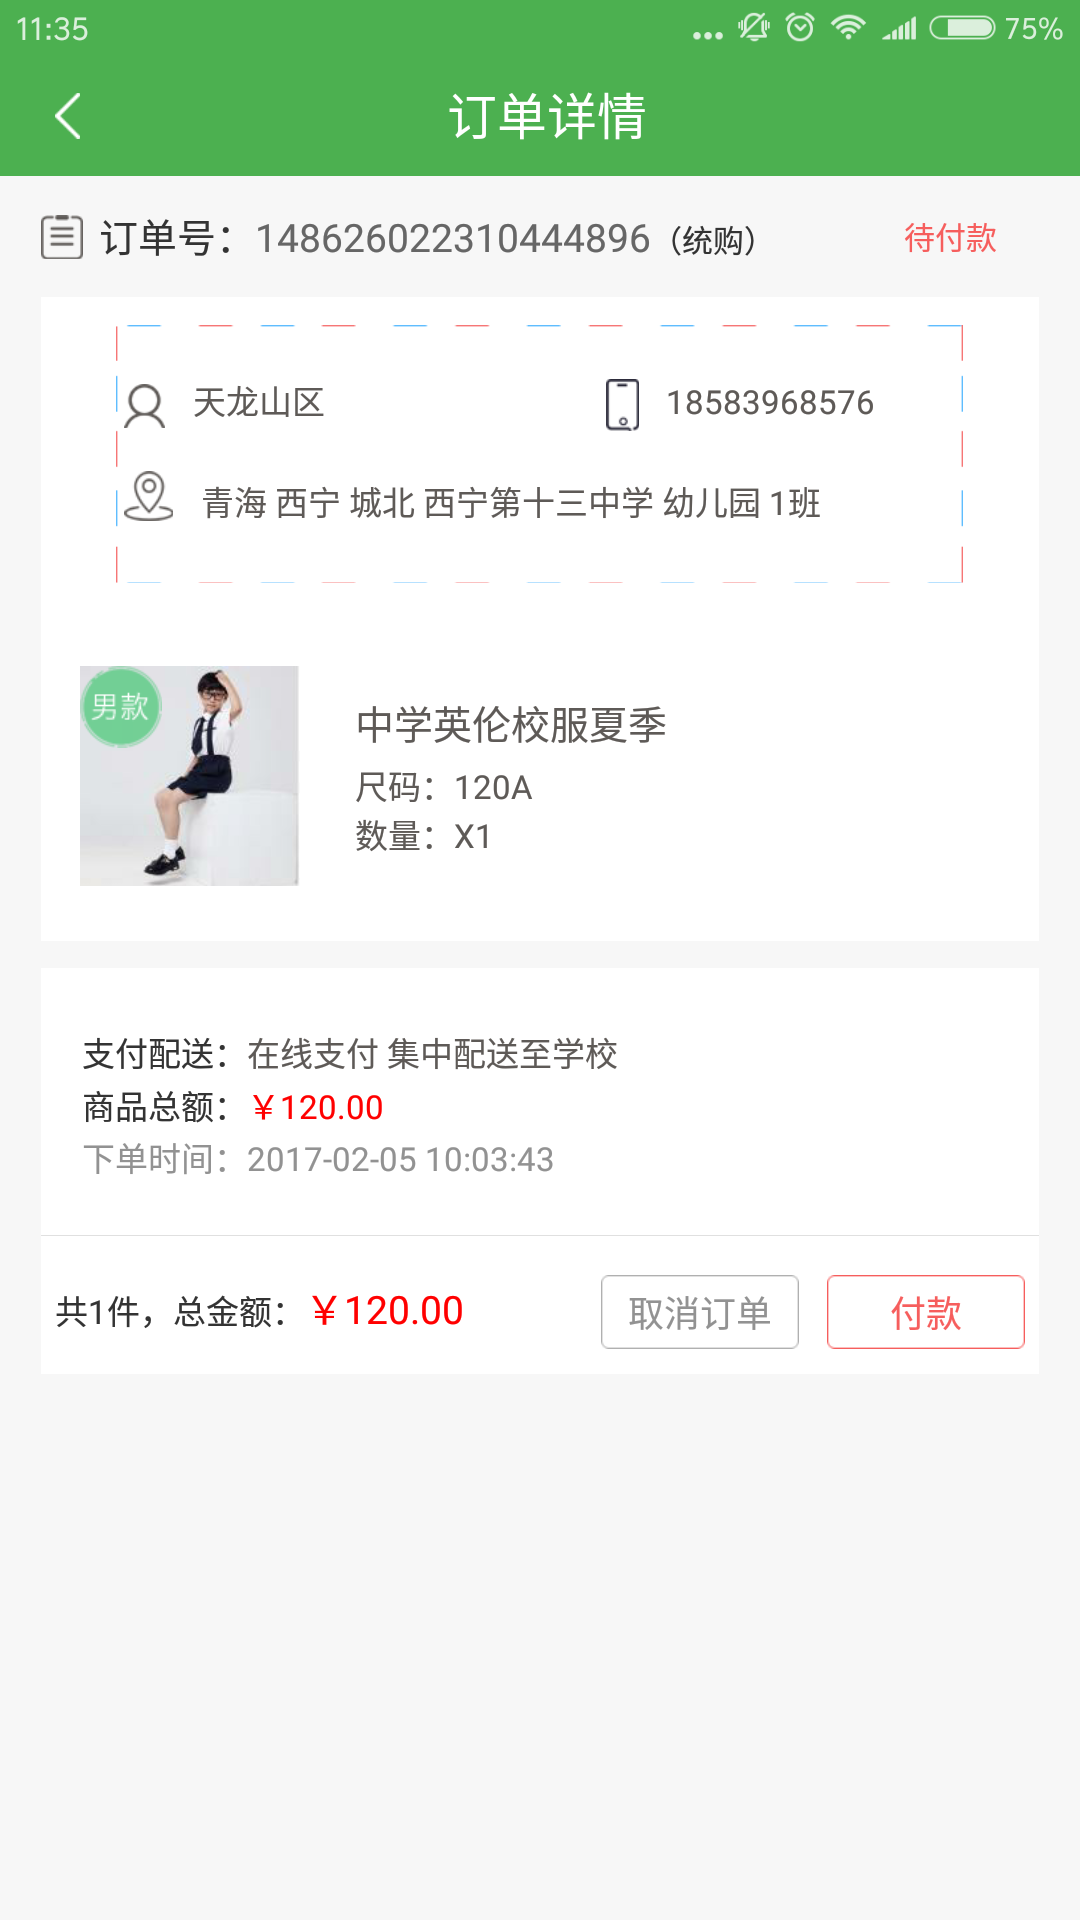 11:35
75%
订单详情
订单号：148626022310444896（统购）
待付款
天龙山区
18583968576
青海 西宁 城北 西宁第十三中学 幼儿园 1班
男款
中学英伦校服夏季
尺码：120A
数量：X1
支付配送：在线支付 集中配送至学校
商品总额：￥120.00
下单时间：2017-02-05 10:03:43
共1件，总金额：￥120.00
取消订单
付款